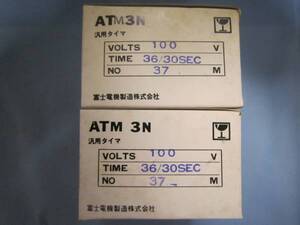 ATM 3N
汎用タイマ
VOLTS 100 V
TIME 36/30SEC
NO 37 M
富士電機製造株式会社
ATM 3N
汎用タイマ
VOLTS 100 V
TIME 36/30SEC
NO 37 M
富士電機製造株式会社